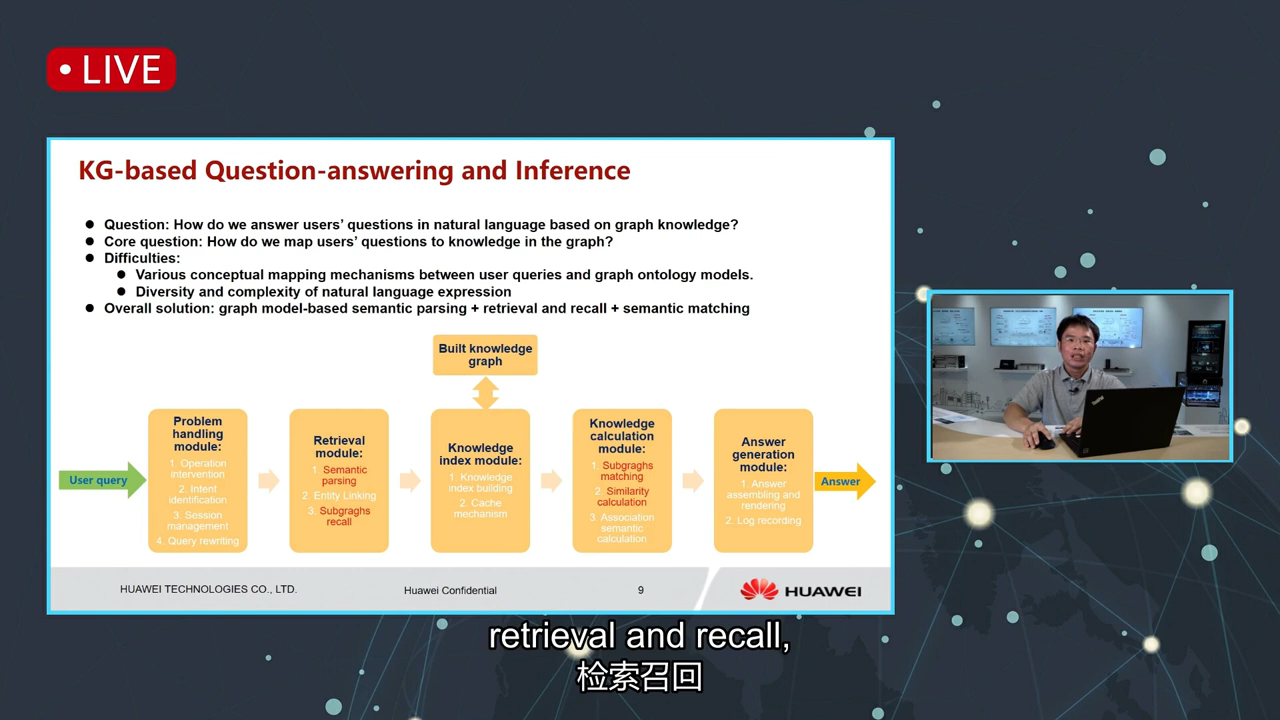 • LIVE
KG-based Question-answering and Inference
● Question: How do we answer users’ questions in natural language based on graph knowledge?
● Core question: How do we map users’ questions to knowledge in the graph?
● Difficulties:
● Various conceptual mapping mechanisms between user queries and graph ontology models.
● Diversity and complexity of natural language expression
● Overall solution: graph model-based semantic parsing + retrieval and recall + semantic matching
Built knowledge
graph
User query
Problem
handling
module:
1. Operation
intervention
2. Intent
identification
3. Session
management
4. Query rewriting
Retrieval
module:
1. Semantic
parsing
2. Entity Linking
3. Subgraghs
recall
Knowledge
index module:
1. Knowledge
index building
2. Cache
mechanism
Knowledge
calculation
module:
1. Subgraghs
matching
2. Similarity
calculation
3. Association
semantic
calculation
Answer
generation
module:
1. Answer
assembling and
rendering
2. Log recording
Answer
HUAWEI TECHNOLOGIES CO., LTD.
Huawei Confidential
9
HUAWEI
ThinkPad
retrieval and recall,
检索召回